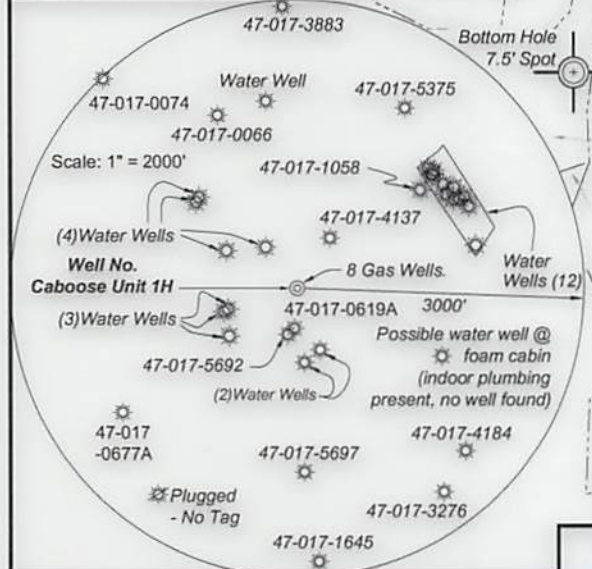 47-017-3883
Bottom Hole
7.5' Spot
Water Well
47-017-0074
47-017-5375
47-017-0066
Scale: 1" = 2000'
47-017-1058
47-017-4137
(4)Water Wells
Water
Wells (12)
Well No.
Caboose Unit 1H
8 Gas Wells.
47-017-0619A
3000'
(3)Water Wells
Possible water well @
foam cabin
(indoor plumbing
present, no well found)
47-017-5692
(2)Water Wells
47-017
-0677A
47-017-4184
47-017-5697
Plugged
- No Tag
47-017-3276
47-017-1645